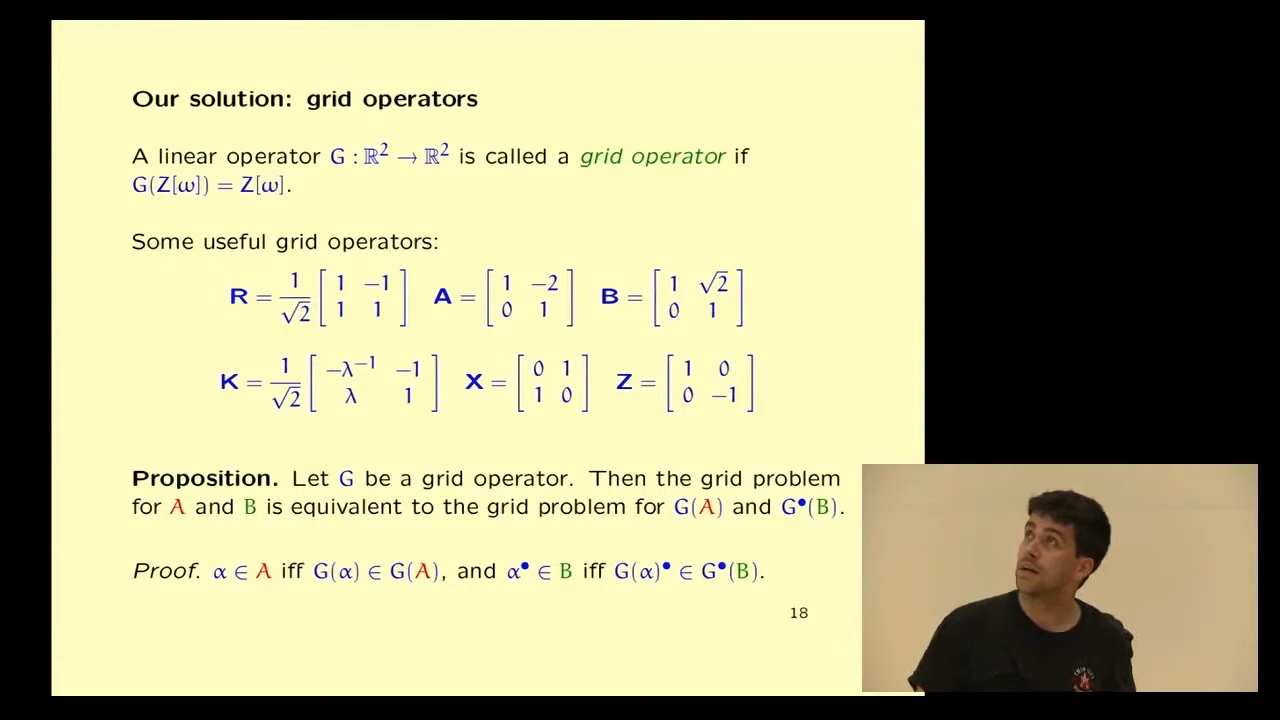 Our solution: grid operators
A linear operator G : ℝ² → ℝ² is called a grid operator if
G(Z[ω]) = Z[ω].
Some useful grid operators:
R = 1/√2 [1 −1; 1 1] A = [1 −2; 0 1] B = [1 √2; 0 1]
K = 1/√2 [−λ⁻¹ −1; λ 1] X = [0 1; 1 0] Z = [1 0; 0 −1]
Proposition. Let G be a grid operator. Then the grid problem
for A and B is equivalent to the grid problem for G(A) and G•(B).
Proof. α ∈ A iff G(α) ∈ G(A), and α• ∈ B iff G(α)• ∈ G•(B).
18